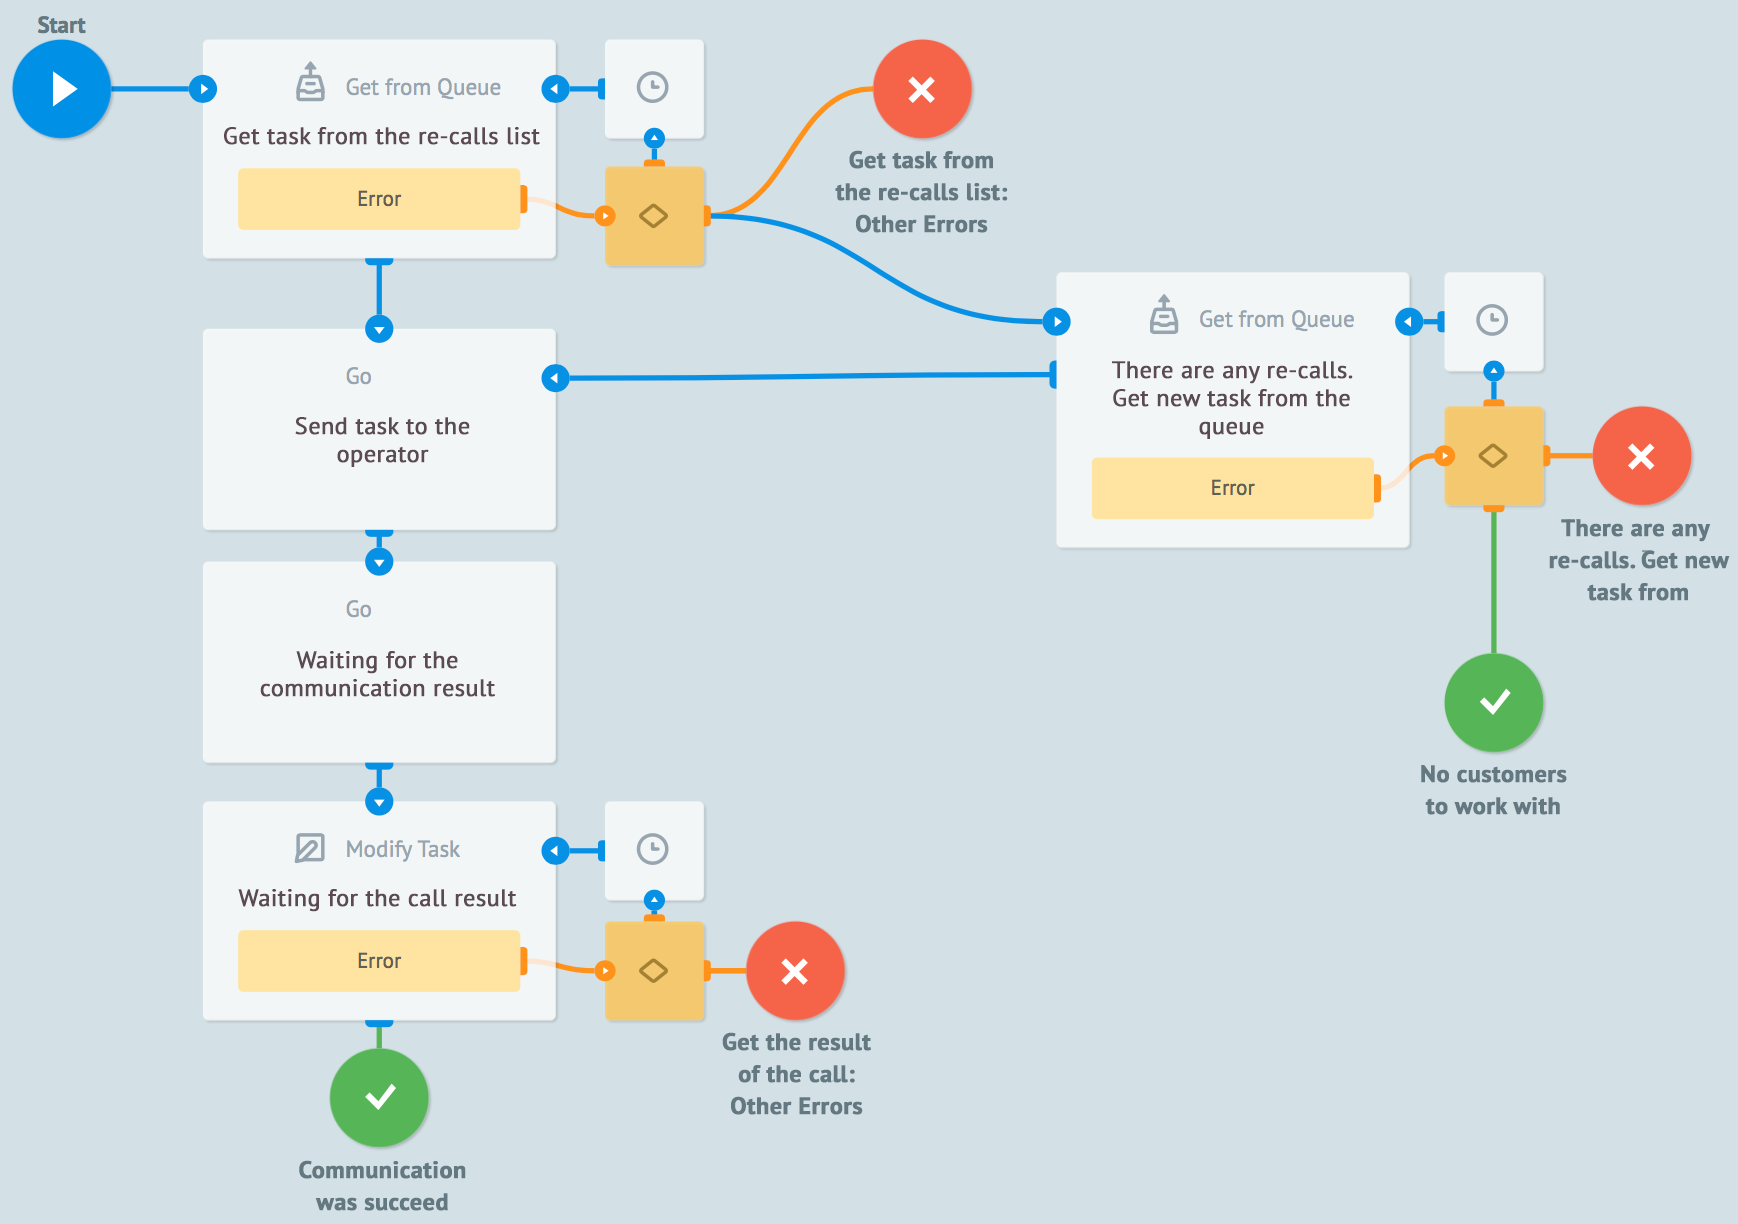 Start
Get from Queue
Get task from the re-calls list
Error
Get task from
the re-calls list:
Other Errors
Get from Queue
There are any re-calls.
Get new task from the
queue
Error
Go
Send task to the
operator
There are any
re-calls. Get new
task from
Go
Waiting for the
communication result
No customers
to work with
Modify Task
Waiting for the call result
Error
Get the result
of the call:
Other Errors
Communication
was succeed